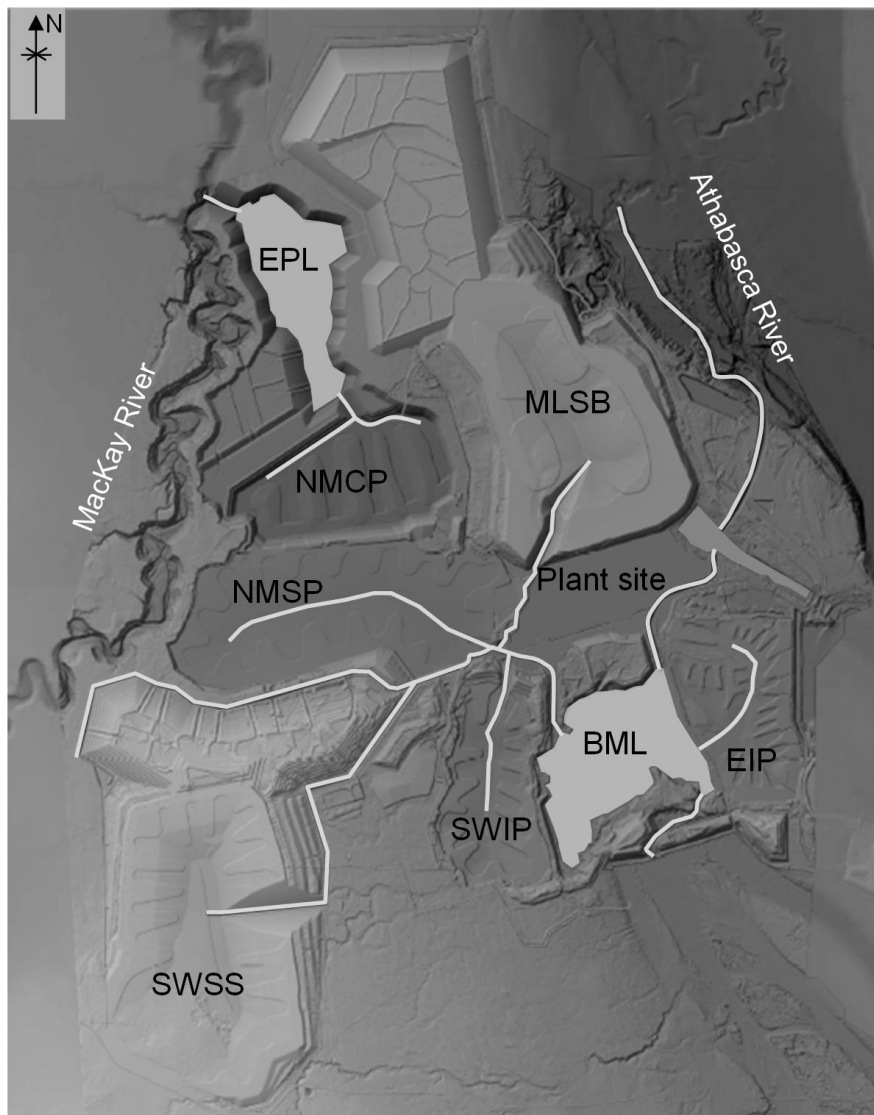 N
EPL
Athabasca River
MLSB
MacKay River
NMCP
Plant site
NMSP
BML
EIP
SWIP
SWSS